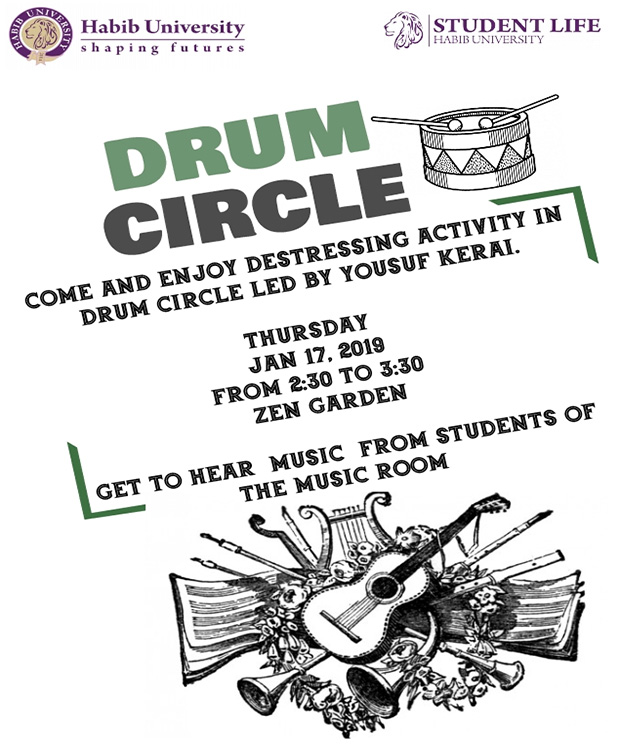 HABIB UNIVERSITY
Habib University
shaping futures
STUDENT LIFE
HABIB UNIVERSITY
DRUM
CIRCLE
COME AND ENJOY DESTRESSING ACTIVITY IN
DRUM CIRCLE LED BY YOUSUF KERAI.
THURSDAY
JAN 17, 2019
FROM 2:30 TO 3:30
ZEN GARDEN
GET TO HEAR MUSIC FROM STUDENTS OF
THE MUSIC ROOM